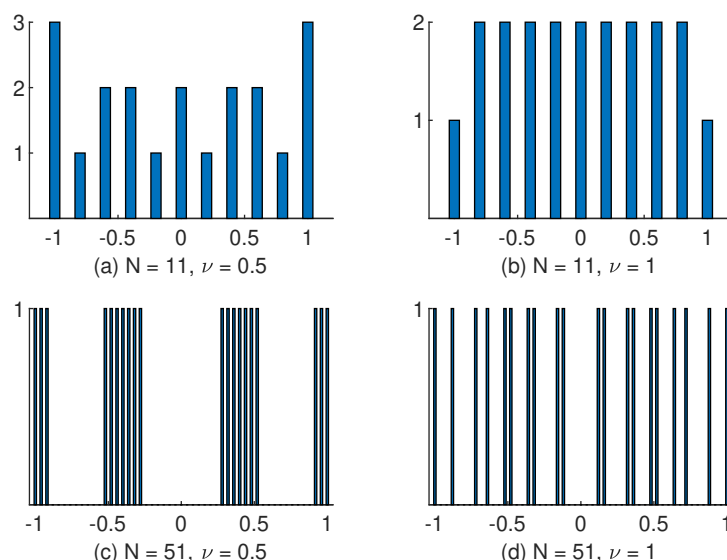 3
2
1
-1 -0.5 0 0.5 1
(a) N = 11, ν = 0.5
2
1
-1 -0.5 0 0.5 1
(b) N = 11, ν = 1
1
-1 -0.5 0 0.5 1
(c) N = 51, ν = 0.5
1
-1 -0.5 0 0.5 1
(d) N = 51, ν = 1